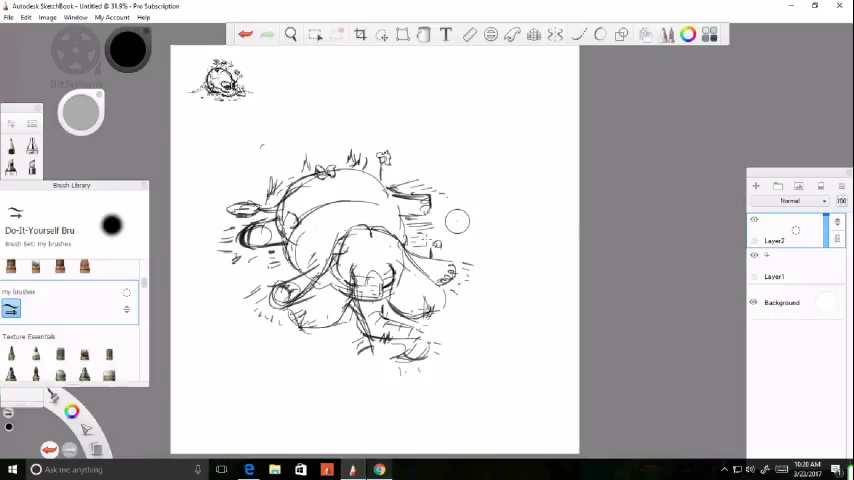 Autodesk SketchBook - Untitled @ 31.9% - Pre Subscription
File Edit Image Window My Account Help
T
Brush Library
Do-It-Yourself Bru
Brush Set: my brushes
my brushes
Texture Essentials
Normal
100
Layer2
Layer1
Background
Ask me anything
10:20 AM
3/23/2017